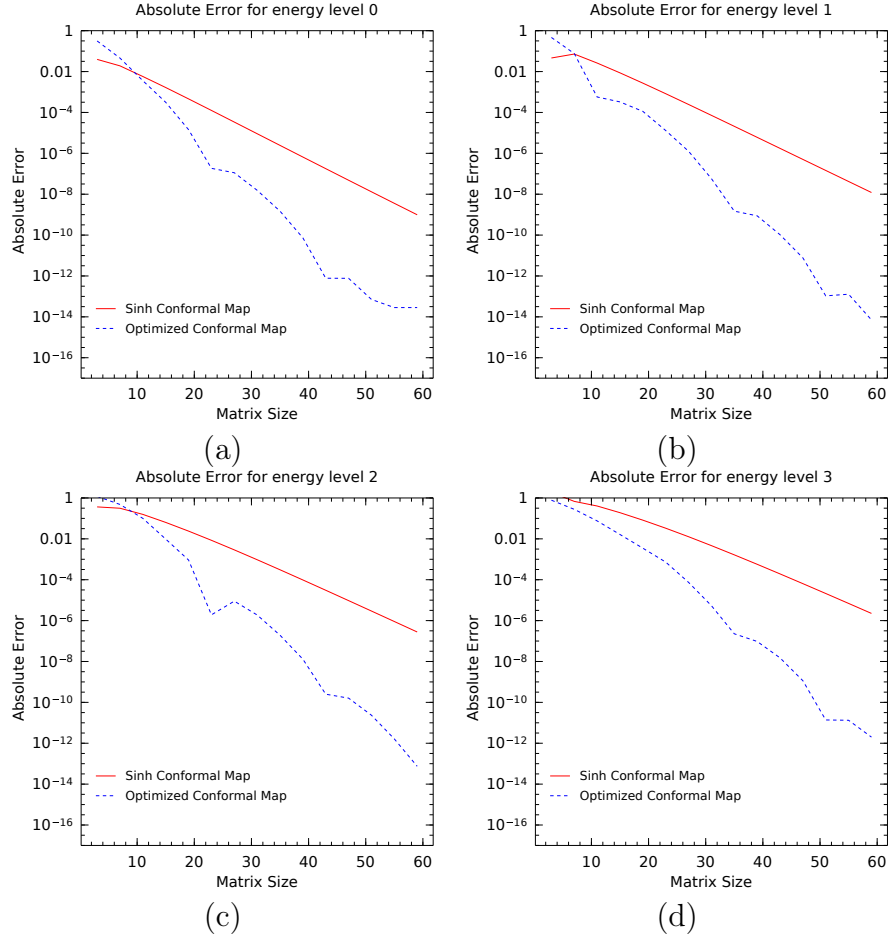 Absolute Error for energy level 0
1
0.01
10−4
10−6
10−8
10−10
10−12
10−14
10−16
Absolute Error
Sinh Conformal Map
Optimized Conformal Map
10 20 30 40 50 60
Matrix Size
(a)
Absolute Error for energy level 1
1
0.01
10−4
10−6
10−8
10−10
10−12
10−14
10−16
Absolute Error
Sinh Conformal Map
Optimized Conformal Map
10 20 30 40 50 60
Matrix Size
(b)
Absolute Error for energy level 2
1
0.01
10−4
10−6
10−8
10−10
10−12
10−14
10−16
Absolute Error
Sinh Conformal Map
Optimized Conformal Map
10 20 30 40 50 60
Matrix Size
(c)
Absolute Error for energy level 3
1
0.01
10−4
10−6
10−8
10−10
10−12
10−14
10−16
Absolute Error
Sinh Conformal Map
Optimized Conformal Map
10 20 30 40 50 60
Matrix Size
(d)